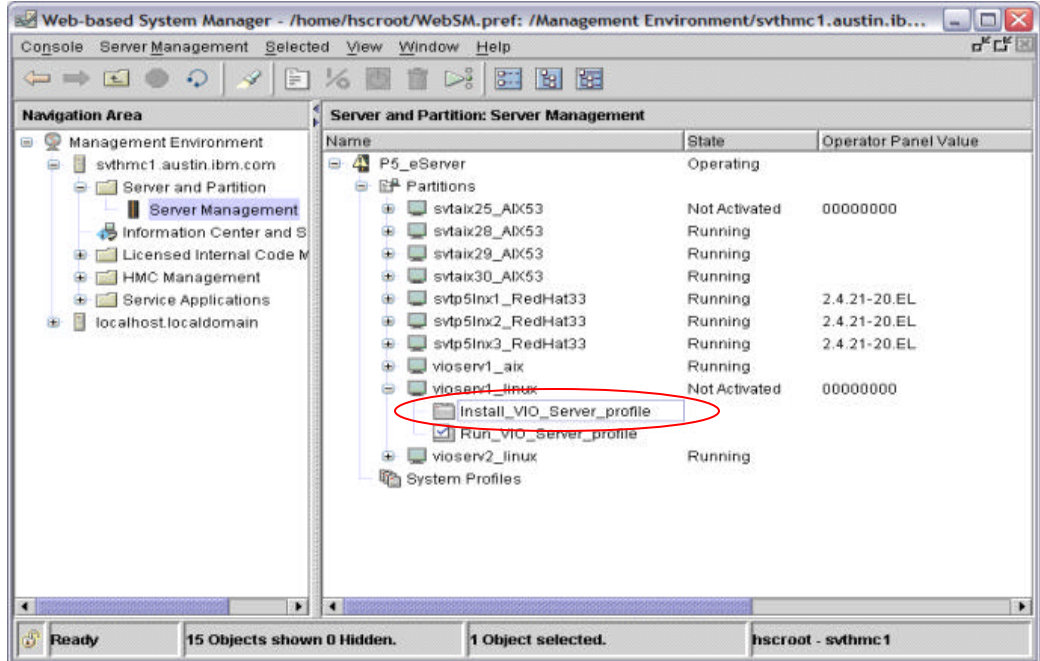 Web-based System Manager - /home/hscroot/WebSM.pref: /Management Environment/svthmc1.austin.ib...
Console Server Management Selected View Window Help
Navigation Area
Management Environment
svthmc1.austin.ibm.com
Server and Partition
Server Management
Information Center and S
Licensed Internal Code M
HMC Management
Service Applications
localhost.localdomain
Server and Partition: Server Management
Name State Operator Panel Value
P5_eServer Operating
Partitions
svtaix25_AIX53 Not Activated 00000000
svtaix28_AIX53 Running
svtaix29_AIX53 Running
svtaix30_AIX53 Running
svtp5lnx1_RedHat33 Running 2.4.21-20.EL
svtp5lnx2_RedHat33 Running 2.4.21-20.EL
svtp5lnx3_RedHat33 Running 2.4.21-20.EL
vioserv1_aix Running
vioserv1_linux Not Activated 00000000
Install_VIO_Server_profile
Run_VIO_Server_profile
vioserv2_linux Running
System Profiles
Ready 15 Objects shown 0 Hidden. 1 Object selected. hscroot - svthmc1